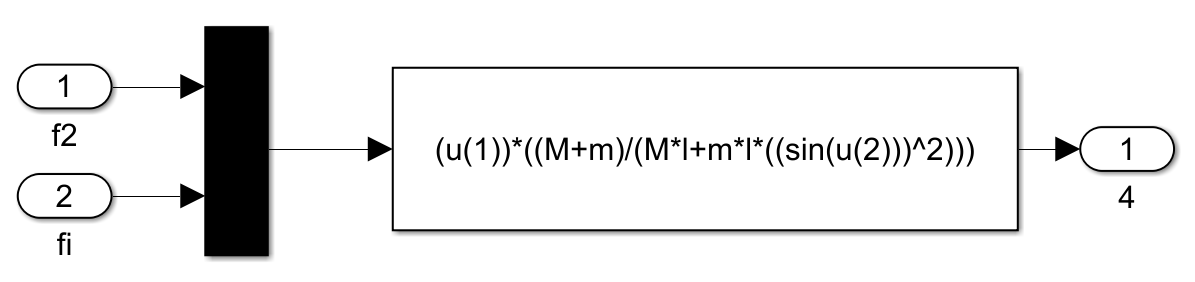 1
f2
2
fi
(u(1))*((M+m)/(M*l+m*l*((sin(u(2)))^2)))
1
4